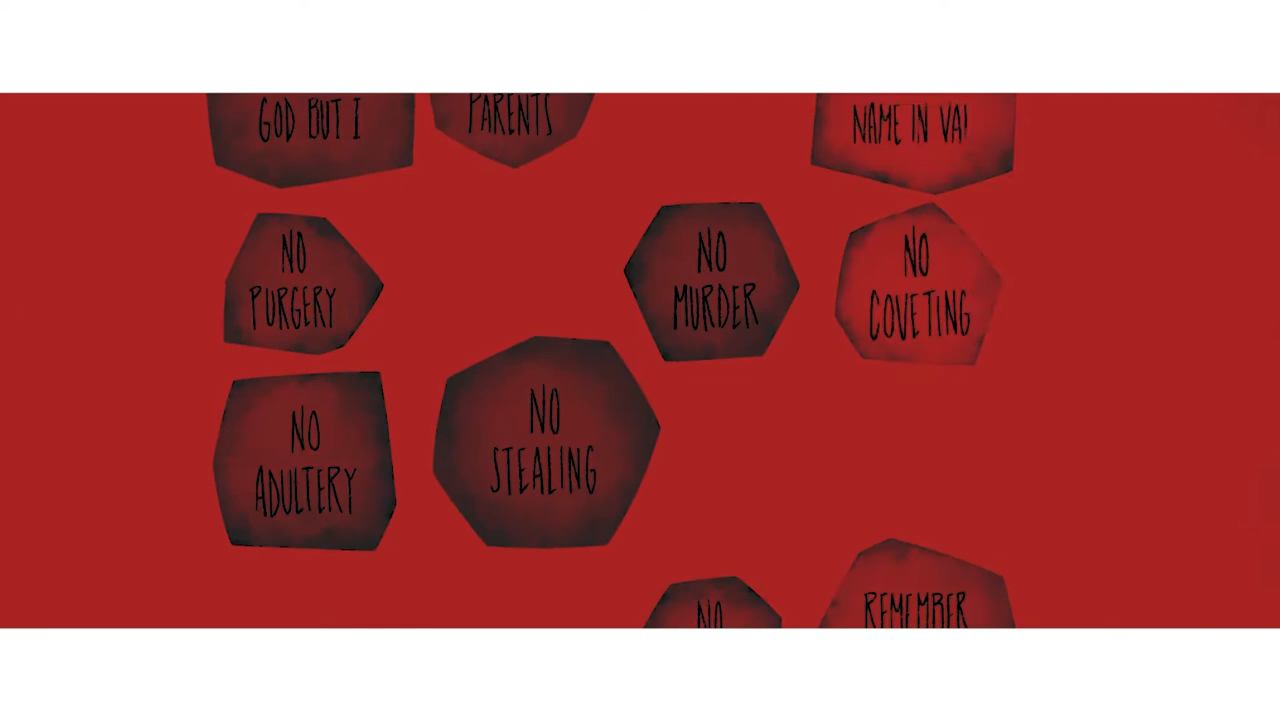 GOD BUT I
PARENTS
NAME IN VAI
NO
PURGERY
NO
MURDER
NO
COVETING
NO
ADULTERY
NO
STEALING
NO
REMEMBER